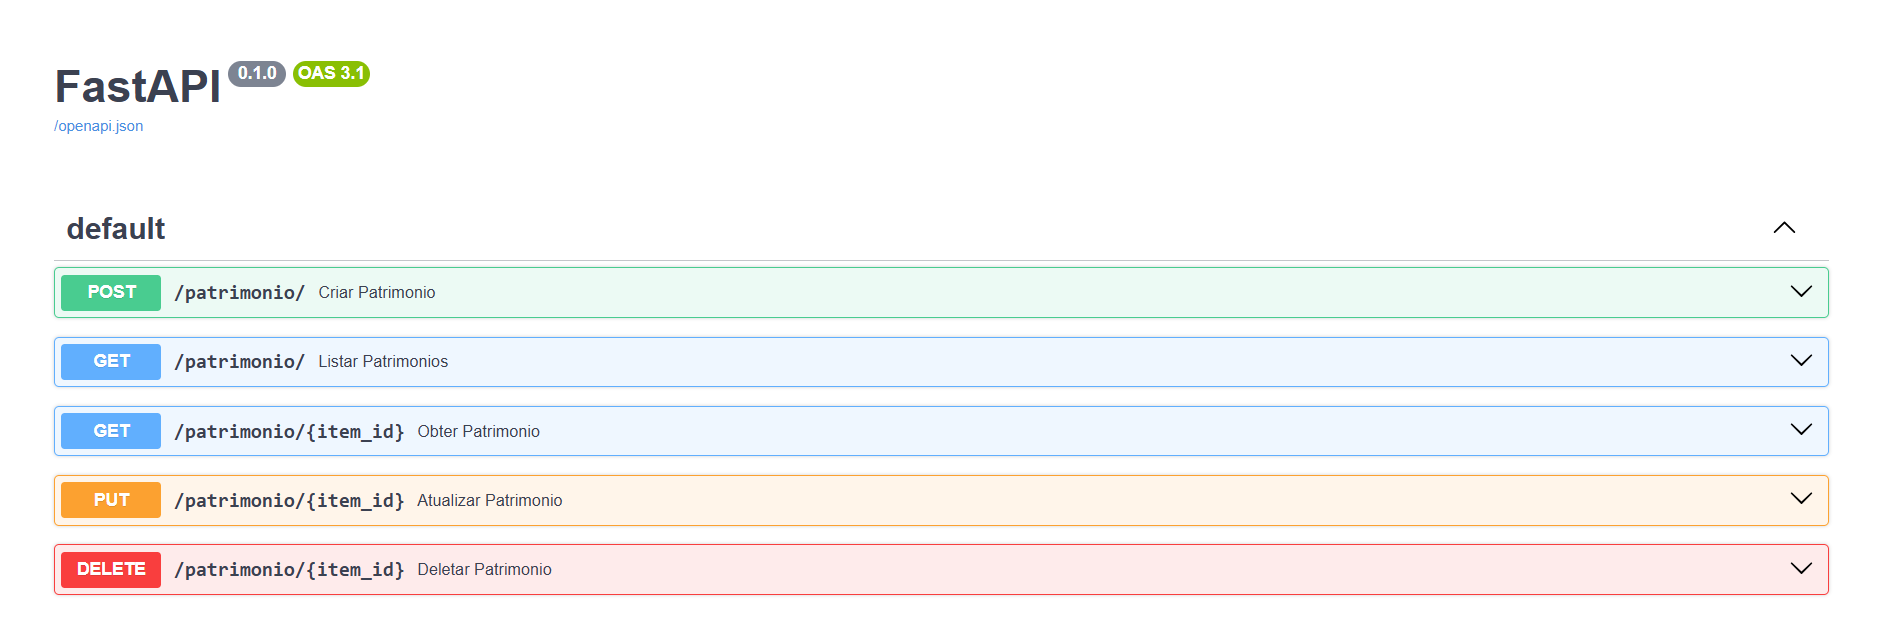 FastAPI 0.1.0 OAS 3.1
/openapi.json
default
POST /patrimonio/ Criar Patrimonio
GET /patrimonio/ Listar Patrimonios
GET /patrimonio/{item_id} Obter Patrimonio
PUT /patrimonio/{item_id} Atualizar Patrimonio
DELETE /patrimonio/{item_id} Deletar Patrimonio